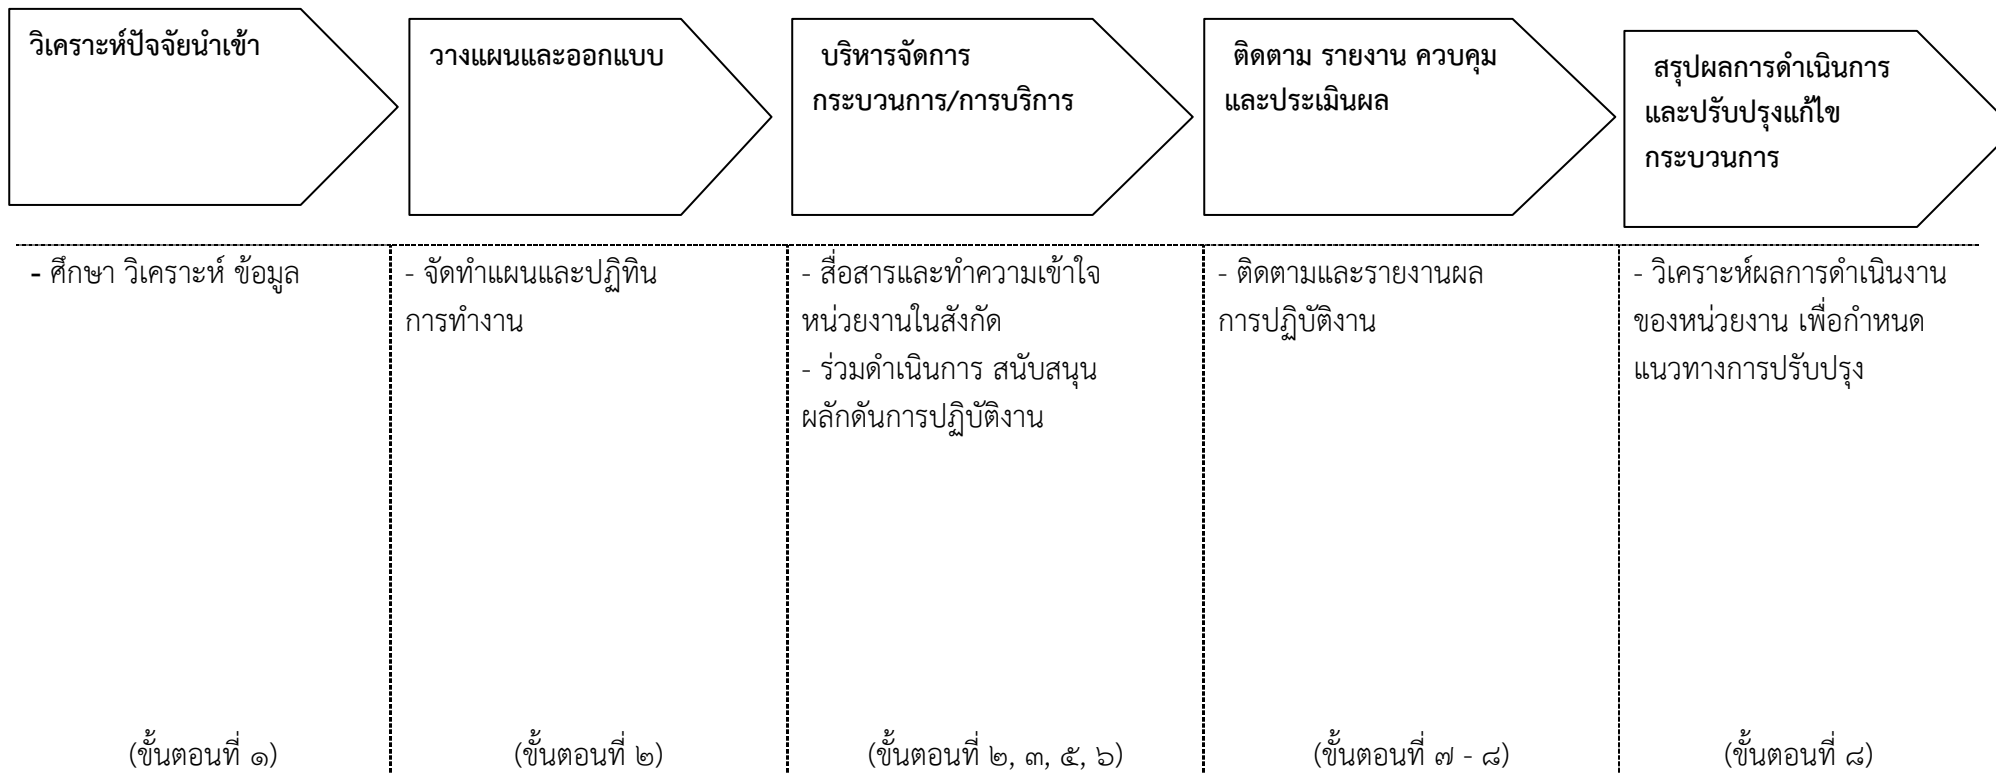 วิเคราะห์ปัจจัยนำเข้า
วางแผนและออกแบบ
บริหารจัดการ
กระบวนการ/การบริการ
ติดตาม รายงาน ควบคุม
และประเมินผล
สรุปผลการดำเนินการ
และปรับปรุงแก้ไข
กระบวนการ
- ศึกษา วิเคราะห์ ข้อมูล
(ขั้นตอนที่ ๑)
- จัดทำแผนและปฏิทิน
การทำงาน
(ขั้นตอนที่ ๒)
- สื่อสารและทำความเข้าใจ
หน่วยงานในสังกัด
- ร่วมดำเนินการ สนับสนุน
ผลักดันการปฏิบัติงาน
(ขั้นตอนที่ ๒, ๓, ๕, ๖)
- ติดตามและรายงานผล
การปฏิบัติงาน
(ขั้นตอนที่ ๗ - ๘)
- วิเคราะห์ผลการดำเนินงาน
ของหน่วยงาน เพื่อกำหนด
แนวทางการปรับปรุง
(ขั้นตอนที่ ๘)